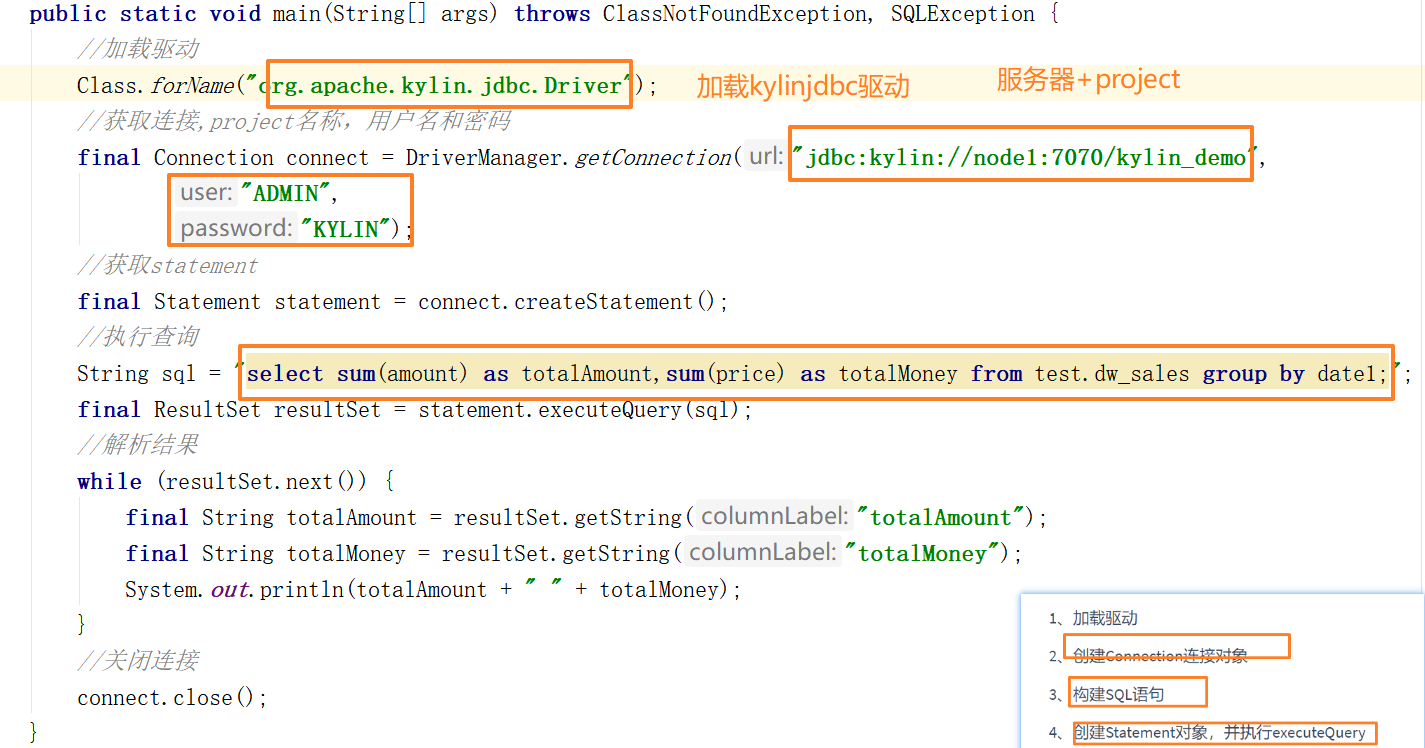 public static void main(String[] args) throws ClassNotFoundException, SQLException {
//加载驱动
Class.forName("org.apache.kylin.jdbc.Driver"); 加载kylinjdbc驱动 服务器+project
//获取连接,project名称，用户名和密码
final Connection connect = DriverManager.getConnection( url: "jdbc:kylin://node1:7070/kylin_demo",
user: "ADMIN",
password: "KYLIN");
//获取statement
final Statement statement = connect.createStatement();
//执行查询
String sql = "select sum(amount) as totalAmount,sum(price) as totalMoney from test.dw_sales group by date1;";
final ResultSet resultSet = statement.executeQuery(sql);
//解析结果
while (resultSet.next()) {
final String totalAmount = resultSet.getString( columnLabel: "totalAmount");
final String totalMoney = resultSet.getString( columnLabel: "totalMoney");
System.out.println(totalAmount + " " + totalMoney);
}
//关闭连接
connect.close();
}
1、加载驱动
2、创建Connection连接对象
3、构建SQL语句
4、创建Statement对象，并执行executeQuery